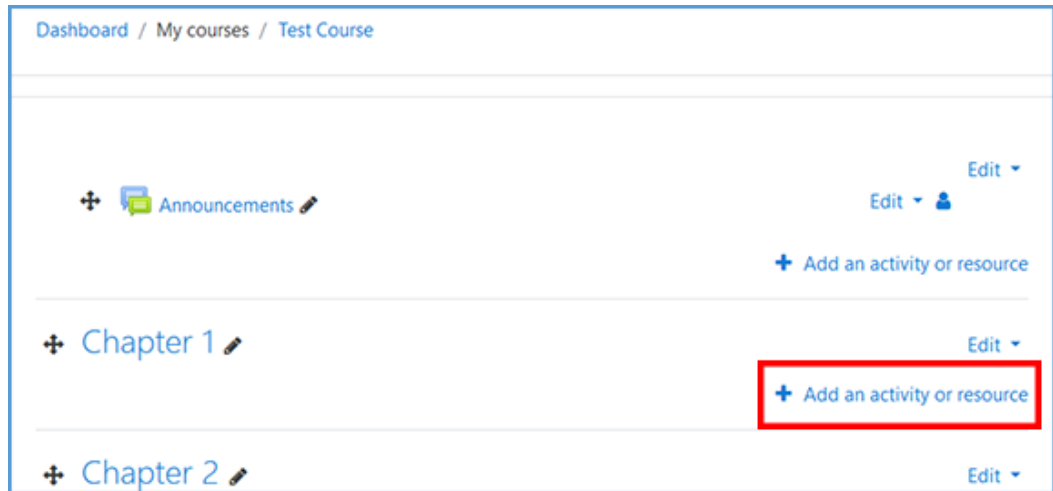 Dashboard / My courses / Test Course
Edit
Announcements Edit
+ Add an activity or resource
Chapter 1 Edit
+ Add an activity or resource
Chapter 2 Edit